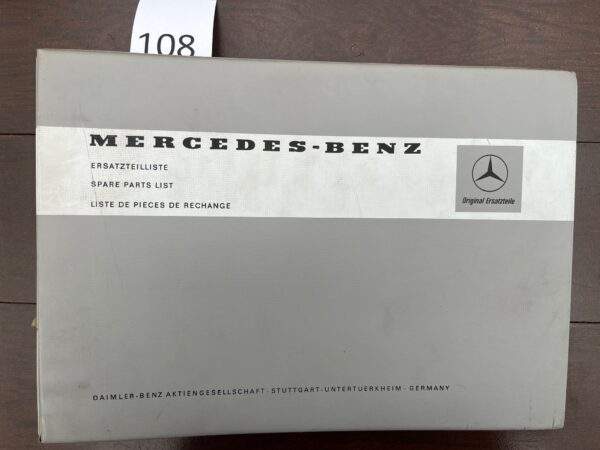 108
MERCEDES-BENZ
ERSATZTEILLISTE
SPARE PARTS LIST
LISTE DE PIECES DE RECHANGE
Original Ersatzteile
DAIMLER-BENZ AKTIENGESELLSCHAFT · STUTTGART-UNTERTUERKHEIM · GERMANY